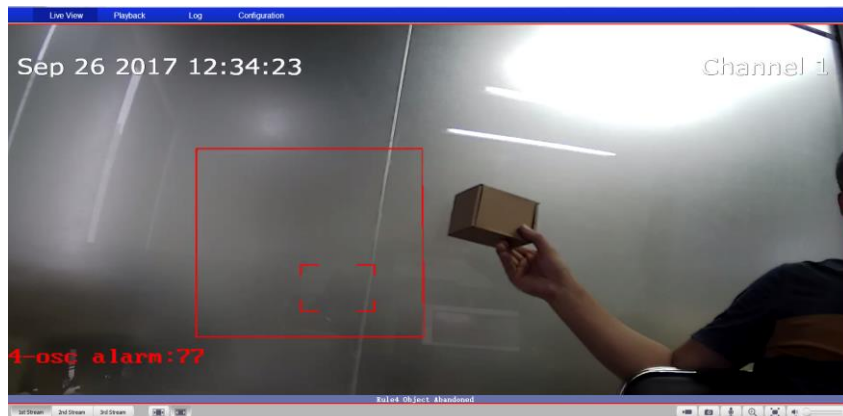 Live View Playback Log Configuration
Sep 26 2017 12:34:23 Channel 1
4-osc alarm:77
Rule4 Object Abandoned
1st Stream 2nd Stream 3rd Stream